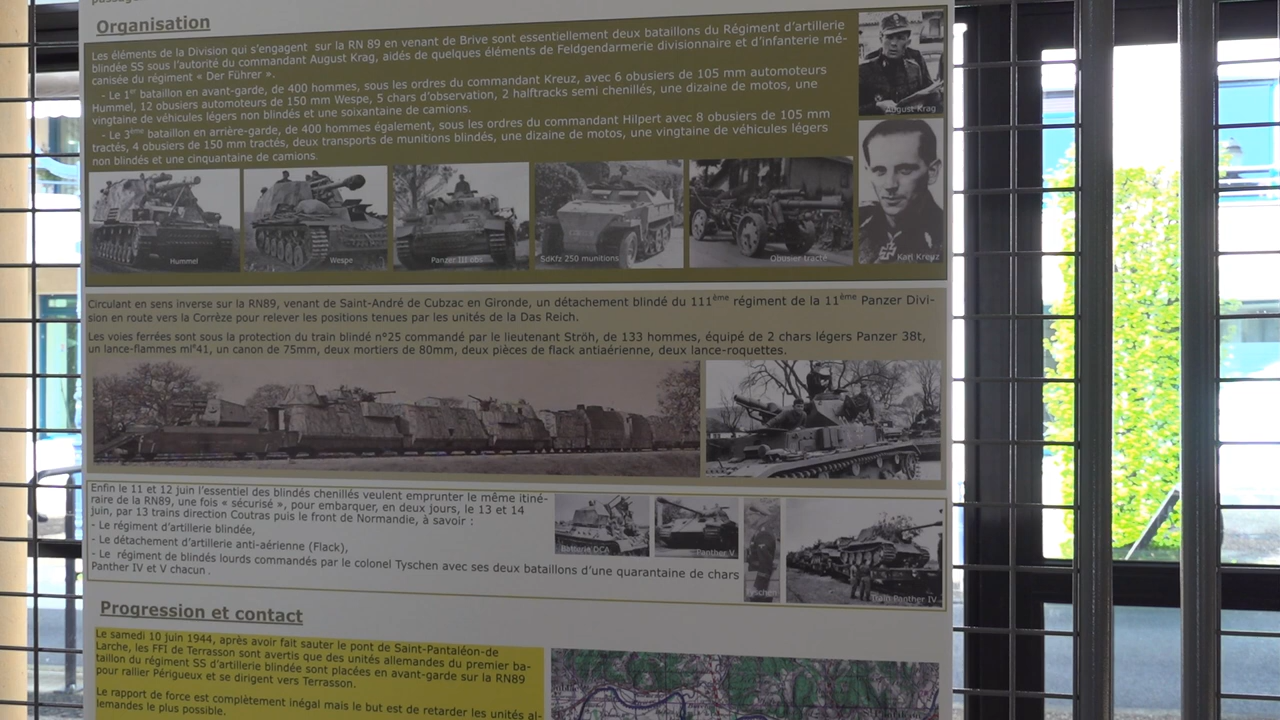 Organisation
Les éléments de la Division qui s'engagent sur la RN 89 en venant de Brive sont essentiellement deux bataillons du Régiment d'artillerie
blindée SS sous l'autorité du commandant August Krag, aidés de quelques éléments de Feldgendarmerie divisionnaire et d'infanterie mé-
canisée du régiment « Der Führer ».
- Le 1er bataillon en avant-garde, de 400 hommes, sous les ordres du commandant Kreuz, avec 6 obusiers de 105 mm automoteurs
Hummel, 12 obusiers automoteurs de 150 mm Wespe, 5 chars d'observation, 2 halftracks semi chenillés, une dizaine de motos, une
vingtaine de véhicules légers non blindés et une soixantaine de camions.
- Le 3ème bataillon en arrière-garde, de 400 hommes également, sous les ordres du commandant Hilpert avec 8 obusiers de 105 mm
tractés, 4 obusiers de 150 mm tractés, deux transports de munitions blindés, une dizaine de motos, une vingtaine de véhicules légers
non blindés et une cinquantaine de camions.
August Krag
Hummel
Wespe
Panzer III obs.
SdKfz 250 munitions
Obusier tracté
Karl Kreuz
Circulant en sens inverse sur la RN89, venant de Saint-André de Cubzac en Gironde, un détachement blindé du 111ème régiment de la 11ème Panzer Divi-
sion en route vers la Corrèze pour relever les positions tenues par les unités de la Das Reich.
Les voies ferrées sont sous la protection du train blindé n°25 commandé par le lieutenant Ströh, de 133 hommes, équipé de 2 chars légers Panzer 38t,
un lance-flammes ml°41, un canon de 75mm, deux mortiers de 80mm, deux pièces de flack antiaérienne, deux lance-roquettes.
Enfin le 11 et 12 juin l'essentiel des blindés chenillés veulent emprunter le même itiné-
raire de la RN89, une fois « sécurisé », pour embarquer, en deux jours, le 13 et 14
juin, par 13 trains direction Coutras puis le front de Normandie, à savoir :
- Le régiment d'artillerie blindée,
- Le détachement d'artillerie anti-aérienne (Flack),
- Le régiment de blindés lourds commandés par le colonel Tyschen avec ses deux bataillons d'une quarantaine de chars
Panther IV et V chacun.
Batterie DCA
Panther V
Tyschen
Train Panther IV
Progression et contact
Le samedi 10 juin 1944, après avoir fait sauter le pont de Saint-Pantaléon-de
Larche, les FFI de Terrasson sont avertis que des unités allemandes du premier ba-
taillon du régiment SS d'artillerie blindée sont placées en avant-garde sur la RN89
pour rallier Périgueux et se dirigent vers Terrasson.
Le rapport de force est complètement inégal mais le but est de retarder les unités al-
lemandes le plus possible.